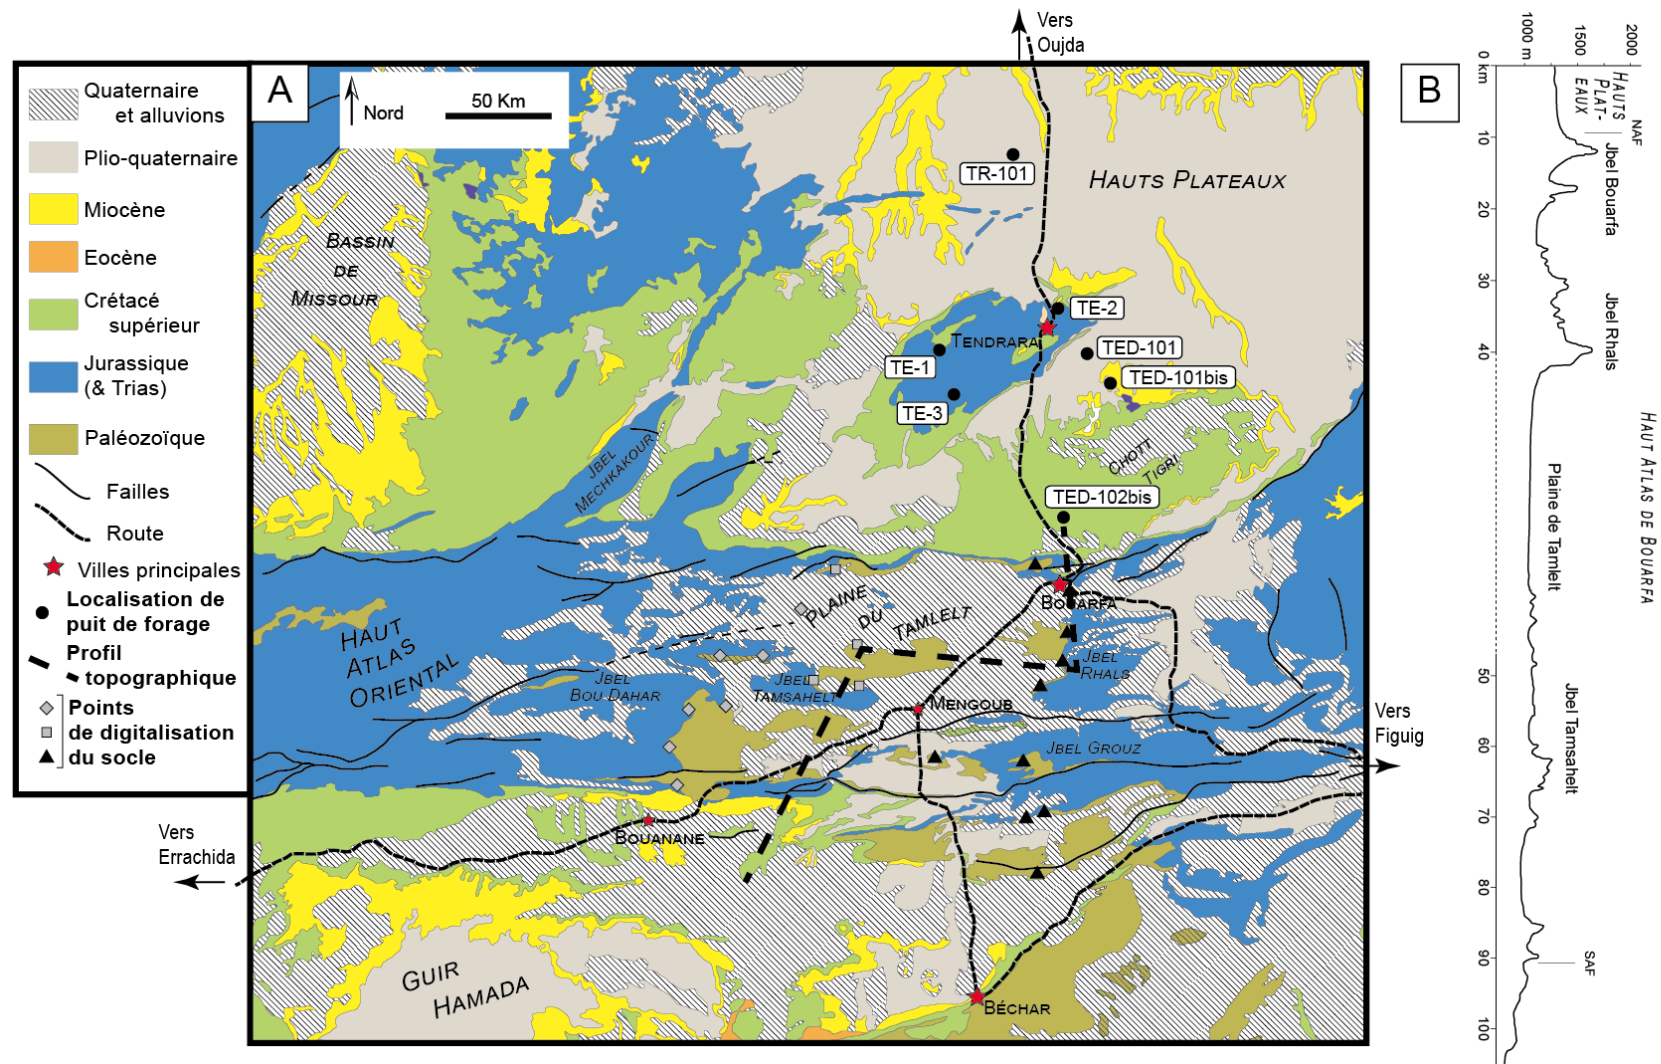 Quaternaire
et alluvions
Plio-quaternaire
Miocène
Eocène
Crétacé
supérieur
Jurassique
(& Trias)
Paléozoïque
Failles
Route
Villes principales
Localisation de
puit de forage
Profil
topographique
Points
de digitalisation
du socle
A
Nord
50 Km
Vers
Oujda
TR-101
HAUTS PLATEAUX
BASSIN
DE
MISSOUR
TE-2
TENDRARA
TED-101
TE-1
TED-101bis
TE-3
CHOTT
TIGRI
JBEL
MECHKAKOUR
TED-102bis
BOUARFA
PLAINE
DU
TAMLELT
HAUT
ATLAS
ORIENTAL
JBEL
RHALS
JBEL
BOU DAHAR
JBEL
TAMSAHELT
MENGOUB
JBEL GROUZ
Vers
Figuig
BOUANANE
Vers
Errachida
GUIR
HAMADA
BÉCHAR
B
1000 m
1500
2000
0 km
10
20
30
40
50
60
70
80
90
100
HAUTS
PLAT-
EAUX
NAF
Jbel Bouarfa
Jbel Rhals
HAUT ATLAS DE BOUARFA
Plaine de Tamlelt
Jbel Tamsahelt
SAF